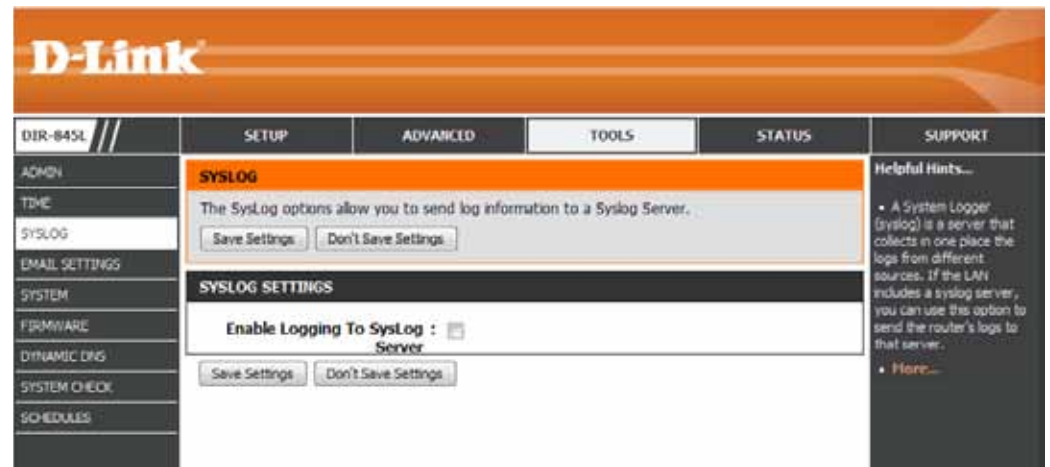 D-Link
DIR-845L
SETUP
ADVANCED
TOOLS
STATUS
SUPPORT
ADMIN
TIME
SYSLOG
EMAIL SETTINGS
SYSTEM
FIRMWARE
DYNAMIC DNS
SYSTEM CHECK
SCHEDULES
SYSLOG
The SysLog options allow you to send log information to a Syslog Server.
Save Settings
Don't Save Settings
SYSLOG SETTINGS
Enable Logging To SysLog :
Server
Save Settings
Don't Save Settings
Helpful Hints...
• A System Logger
(syslog) is a server that
collects in one place the
logs from different
sources. If the LAN
includes a syslog server,
you can use this option to
send the router's logs to
that server.
• More...